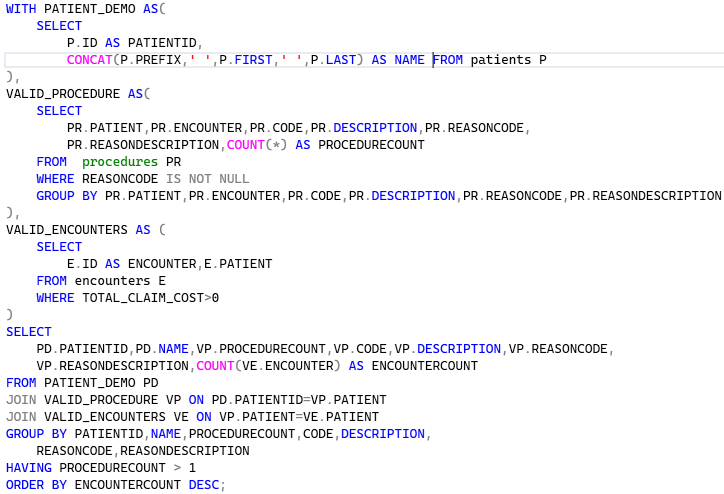 WITH PATIENT_DEMO AS(
SELECT
P.ID AS PATIENTID,
CONCAT(P.PREFIX,' ',P.FIRST,' ',P.LAST) AS NAME FROM patients P
),
VALID_PROCEDURE AS(
SELECT
PR.PATIENT,PR.ENCOUNTER,PR.CODE,PR.DESCRIPTION,PR.REASONCODE,
PR.REASONDESCRIPTION,COUNT(*) AS PROCEDURECOUNT
FROM  procedures PR
WHERE REASONCODE IS NOT NULL
GROUP BY PR.PATIENT,PR.ENCOUNTER,PR.CODE,PR.DESCRIPTION,PR.REASONCODE,PR.REASONDESCRIPTION
),
VALID_ENCOUNTERS AS (
SELECT
E.ID AS ENCOUNTER,E.PATIENT
FROM encounters E
WHERE TOTAL_CLAIM_COST>0
)
SELECT
PD.PATIENTID,PD.NAME,VP.PROCEDURECOUNT,VP.CODE,VP.DESCRIPTION,VP.REASONCODE,
VP.REASONDESCRIPTION,COUNT(VE.ENCOUNTER) AS ENCOUNTERCOUNT
FROM PATIENT_DEMO PD
JOIN VALID_PROCEDURE VP ON PD.PATIENTID=VP.PATIENT
JOIN VALID_ENCOUNTERS VE ON VP.PATIENT=VE.PATIENT
GROUP BY PATIENTID,NAME,PROCEDURECOUNT,CODE,DESCRIPTION,
REASONCODE,REASONDESCRIPTION
HAVING PROCEDURECOUNT > 1
ORDER BY ENCOUNTERCOUNT DESC;